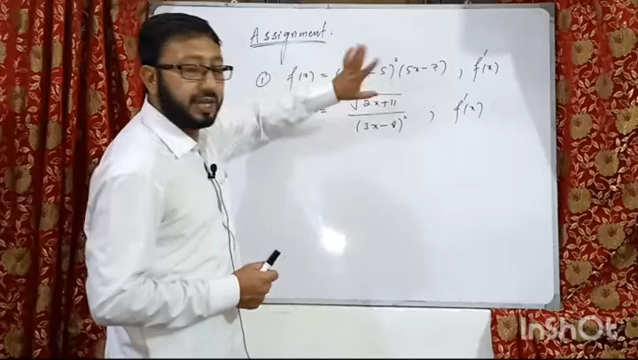 Assignment.
① f(x) = ( - 5)² (5x - 7) , f'(x)
= √2x+11 / (3x - 8)² , f'(x)
InShOt